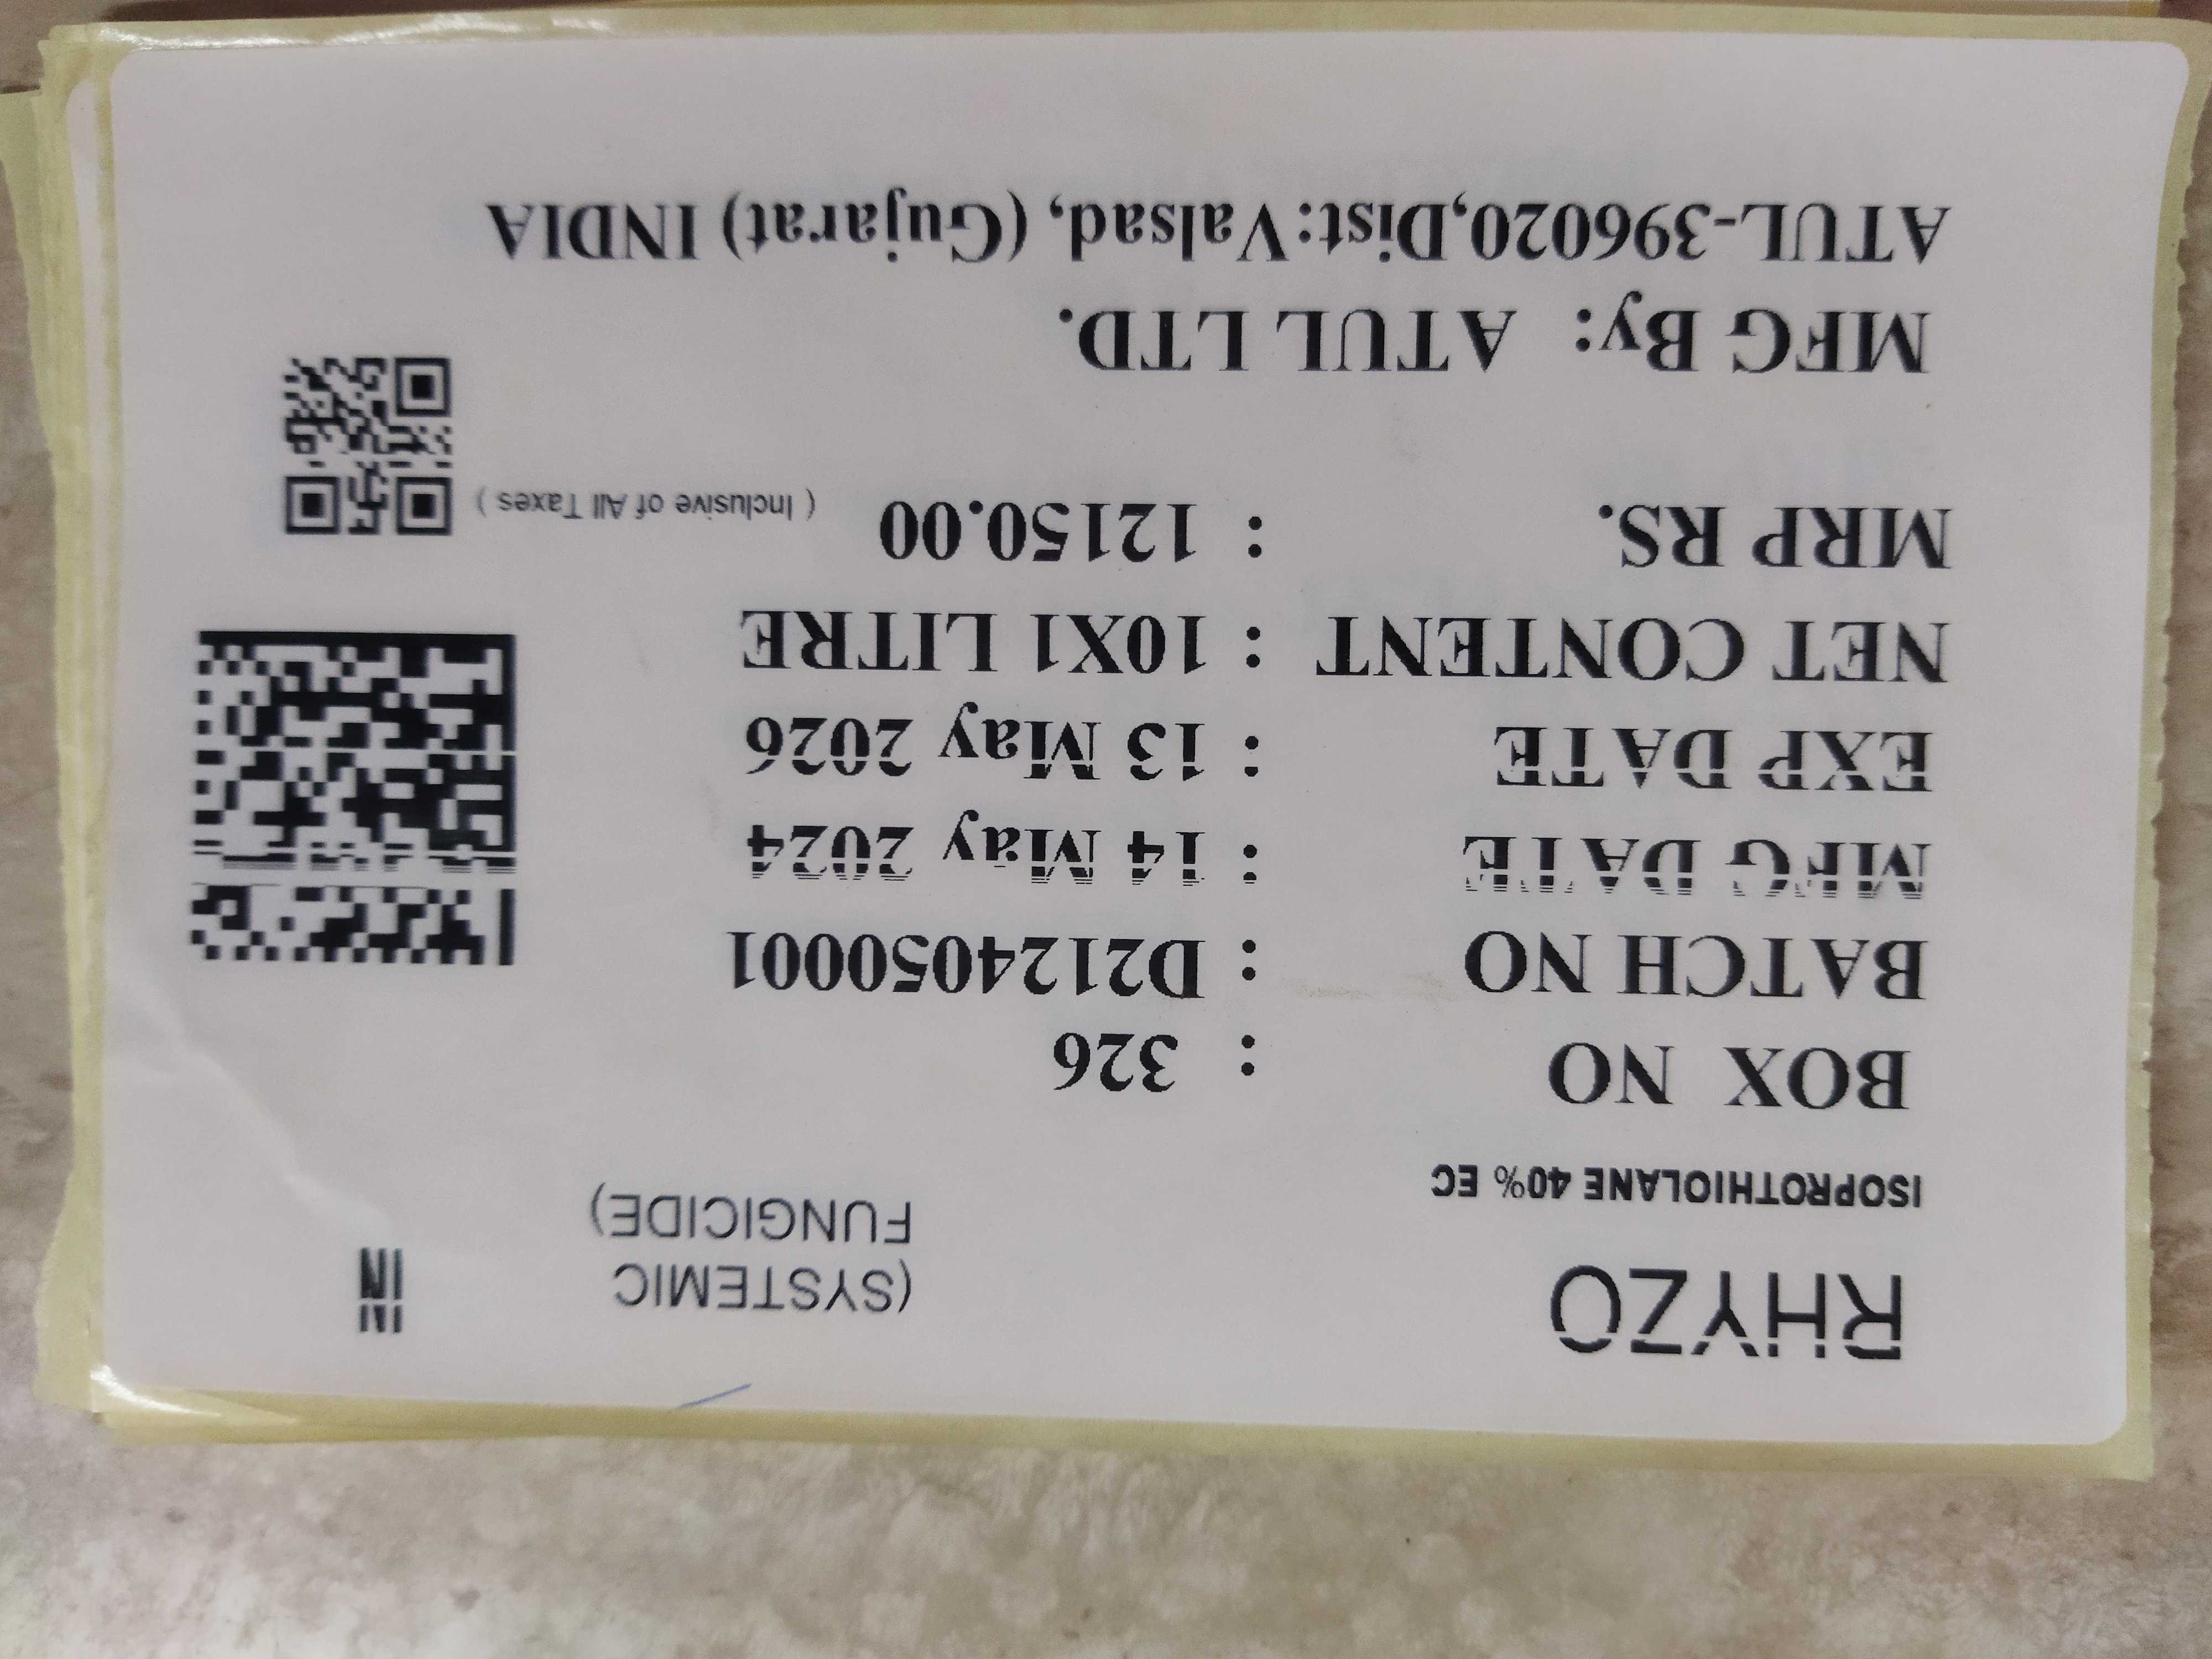 RHYZO (SYSTEMIC
FUNGICIDE) IN
ISOPROTHIOLANE 40% EC
BOX NO : 326
BATCH NO : D2124050001
MFG DATE : 14 May 2024
EXP DATE : 13 May 2026
NET CONTENT : 10X1 LITRE
MRP RS. : 12150.00 ( Inclusive of All Taxes )
MFG By: ATUL LTD.
ATUL-396020,Dist:Valsad, (Gujarat) INDIA